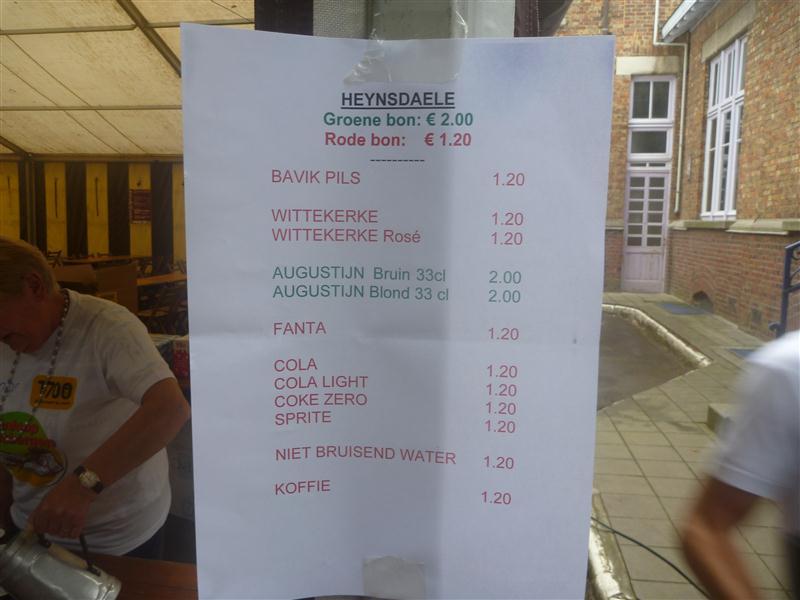 HEYNSDAELE
Groene bon: € 2.00
Rode bon: € 1.20
----------
BAVIK PILS 1.20
WITTEKERKE 1.20
WITTEKERKE Rosé 1.20
AUGUSTIJN Bruin 33cl 2.00
AUGUSTIJN Blond 33 cl 2.00
FANTA 1.20
COLA 1.20
COLA LIGHT 1.20
COKE ZERO 1.20
SPRITE 1.20
NIET BRUISEND WATER 1.20
KOFFIE 1.20